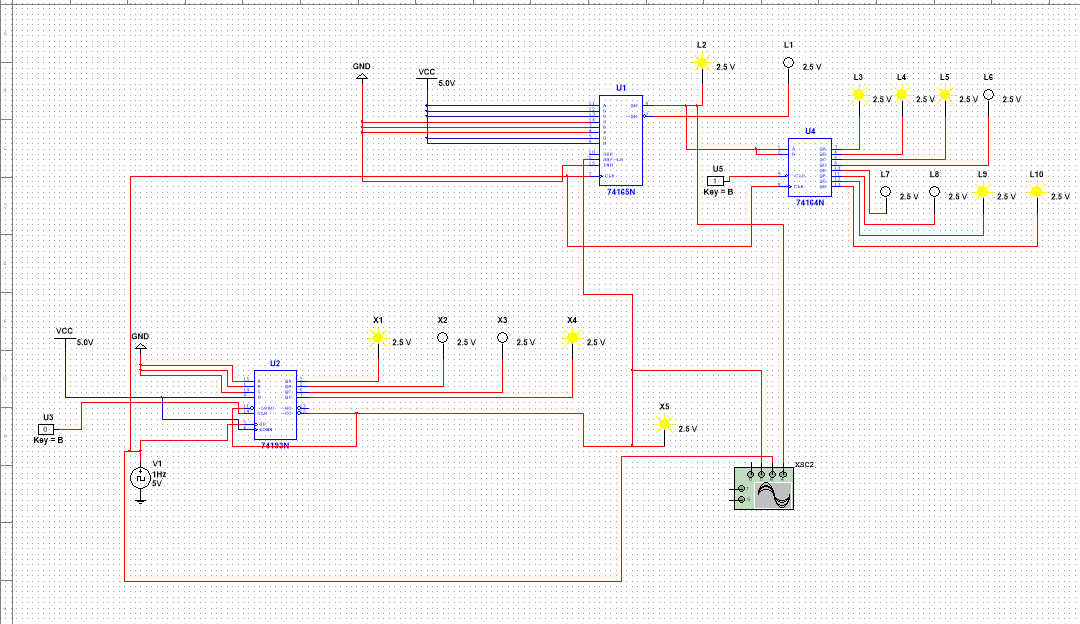 L2
2.5 V
L1
2.5 V
GND
VCC
5.0V
U1
74165N
L3
2.5 V
L4
2.5 V
L5
2.5 V
L6
2.5 V
U4
74164N
U5
Key = B
L7
2.5 V
L8
2.5 V
L9
2.5 V
L10
2.5 V
VCC
5.0V
GND
U2
74193N
X1
2.5 V
X2
2.5 V
X3
2.5 V
X4
2.5 V
U3
0
Key = B
X5
2.5 V
V1
1Hz
5V
XSC2